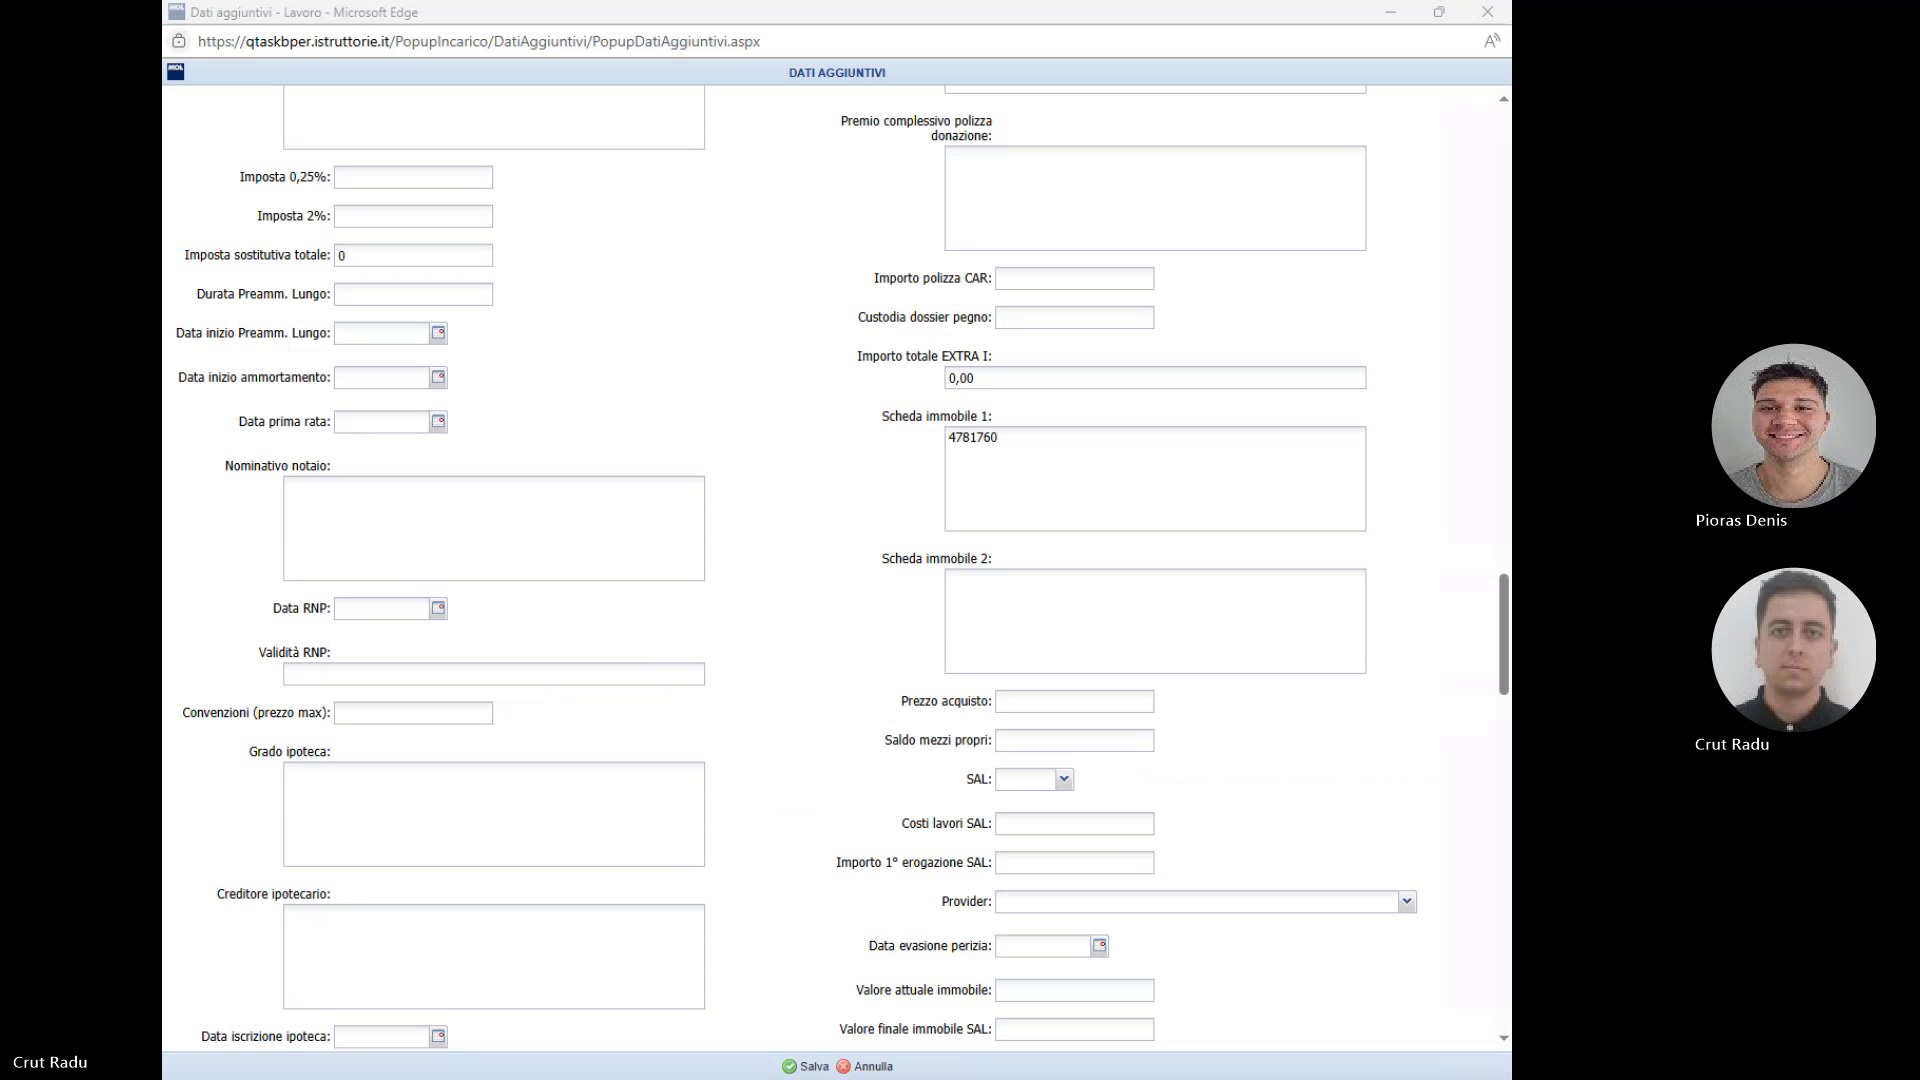 Dati aggiuntivi - Lavoro - Microsoft Edge
https://qtaskbper.istruttorie.it/PopupIncarico/DatiAggiuntivi/PopupDatiAggiuntivi.aspx
MOL
DATI AGGIUNTIVI
Imposta 0,25%:
Imposta 2%:
Imposta sostitutiva totale: 0
Durata Preamm. Lungo:
Data inizio Preamm. Lungo:
Data inizio ammortamento:
Data prima rata:
Nominativo notaio:
Data RNP:
Validità RNP:
Convenzioni (prezzo max):
Grado ipoteca:
Creditore ipotecario:
Data iscrizione ipoteca:
Premio complessivo polizza
donazione:
Importo polizza CAR:
Custodia dossier pegno:
Importo totale EXTRA I:
0,00
Scheda immobile 1:
4781760
Scheda immobile 2:
Prezzo acquisto:
Saldo mezzi propri:
SAL:
Costi lavori SAL:
Importo 1° erogazione SAL:
Provider:
Data evasione perizia:
Valore attuale immobile:
Valore finale immobile SAL:
Salva Annulla
Pioras Denis
Crut Radu
Crut Radu